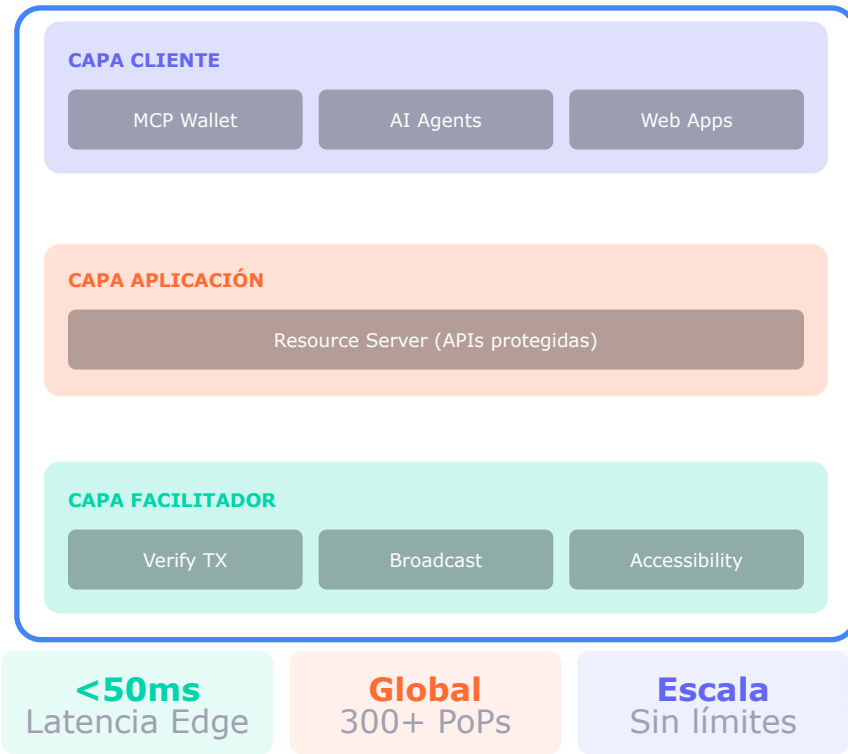 CAPA CLIENTE
MCP Wallet
AI Agents
Web Apps
CAPA APLICACIÓN
Resource Server (APIs protegidas)
CAPA FACILITADOR
Verify TX
Broadcast
Accessibility
<50ms
Latencia Edge
Global
300+ PoPs
Escala
Sin límites